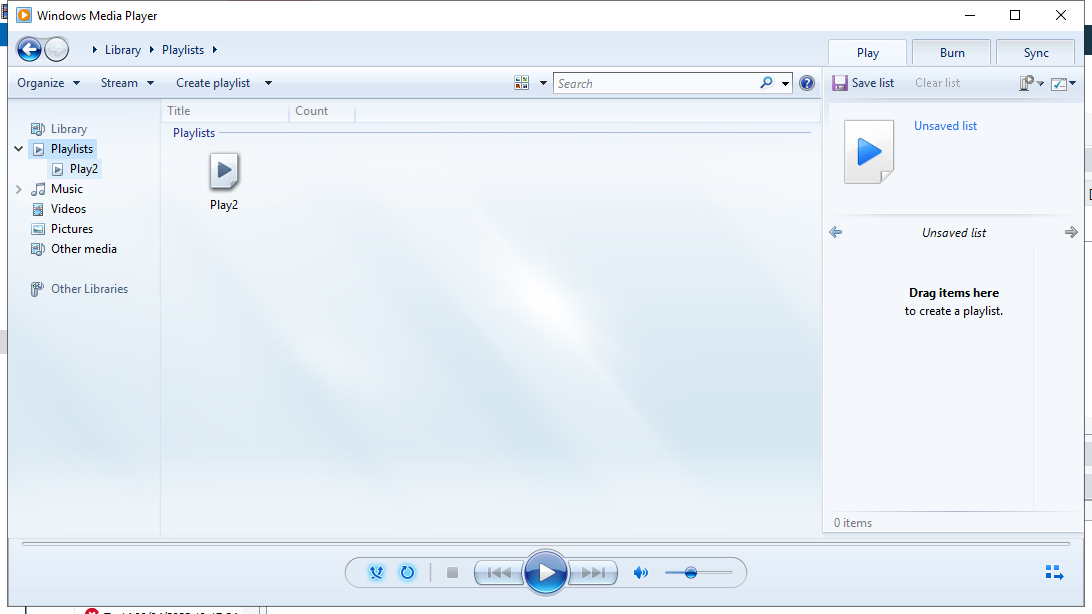 Windows Media Player
Library Playlists
Play Burn Sync
Organize Stream Create playlist
Search
Save list Clear list
Title Count
Library
Playlists
Play2
Music
Videos
Pictures
Other media
Other Libraries
Playlists
Play2
Unsaved list
Unsaved list
Drag items here
to create a playlist.
0 items